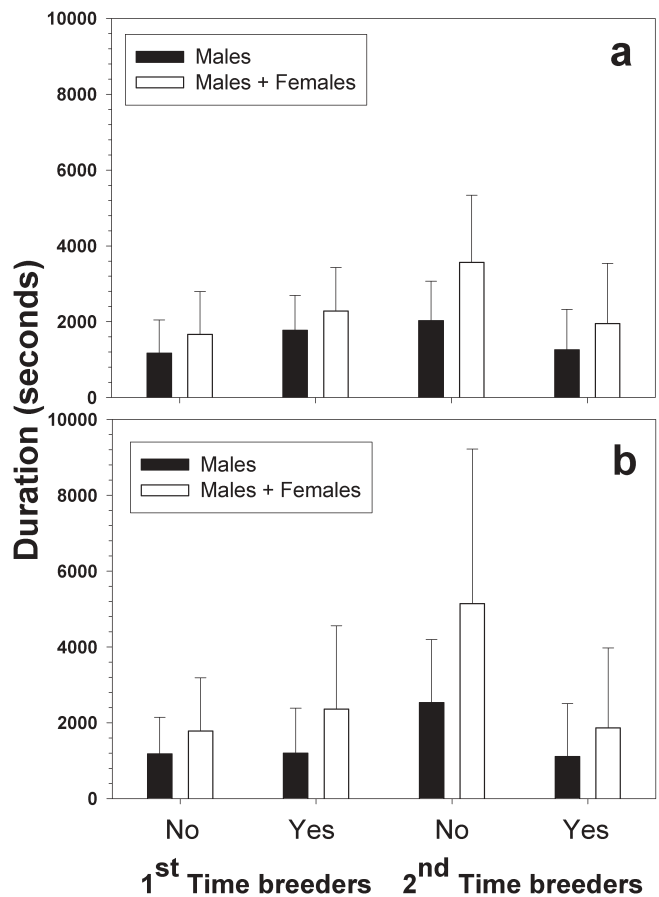 10000
8000
6000
4000
2000
0
Males
Males + Females
a
10000
8000
6000
4000
2000
0
Males
Males + Females
b
Duration (seconds)
No Yes No Yes
1st Time breeders 2nd Time breeders